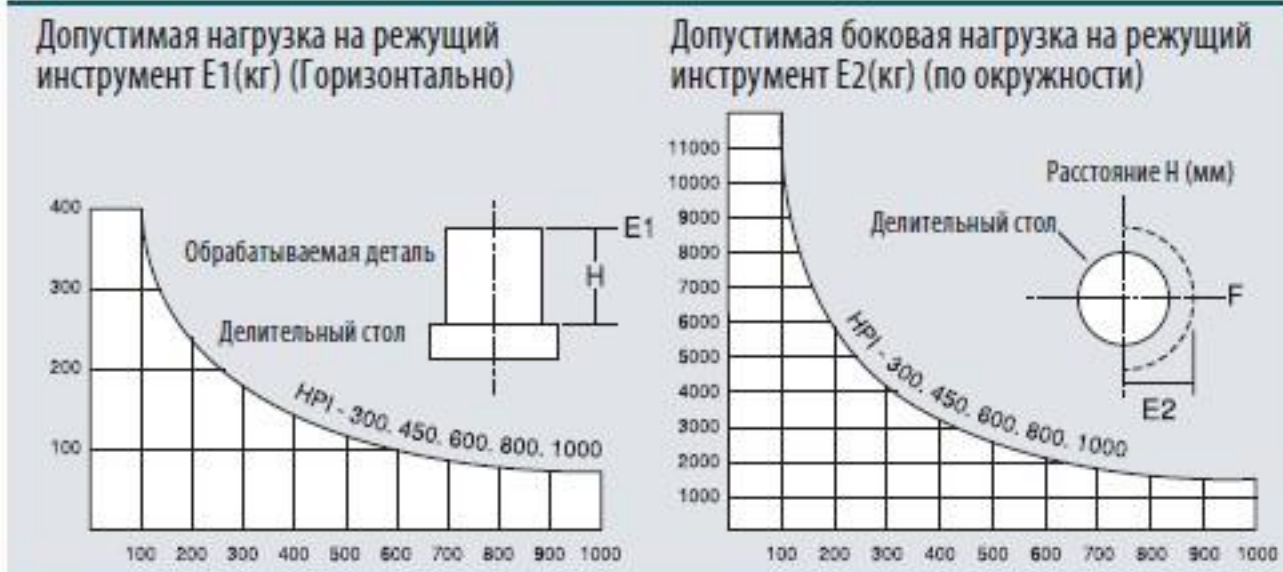 Допустимая нагрузка на режущий
инструмент E1(кг) (Горизонтально)
400
300
200
100
Обрабатываемая деталь
Делительный стол
E1
H
HPI - 300. 450. 600. 800. 1000
100 200 300 400 500 600 700 800 900 1000
Допустимая боковая нагрузка на режущий
инструмент E2(кг) (по окружности)
11000
10000
9000
8000
7000
6000
5000
4000
3000
2000
1000
Расстояние H (мм)
Делительный стол
F
E2
HPI - 300. 450. 600. 800. 1000
100 200 300 400 500 600 700 800 900 1000